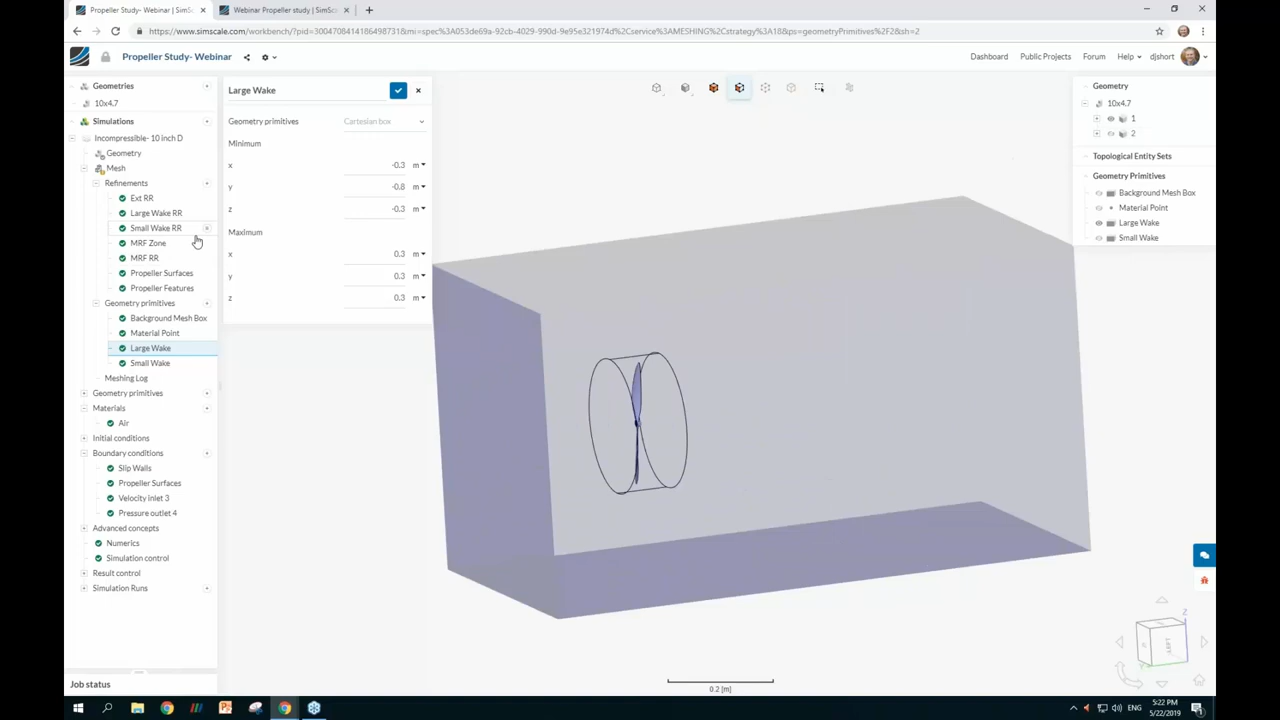 Propeller Study- Webinar | SimSc
Webinar Propeller study | SimSca
https://www.simscale.com/workbench/?pid=3004708414186498731&mi=spec%3A053de69a-92cb-4029-990d-9e95e321974d%2Cservice%3AMESHING%2Cstrategy%3A18&ps=geometryPrimitives%2F2&sh=2
Propeller Study- Webinar
Dashboard
Public Projects
Forum
Help
djshort
Geometries
10x4.7
Simulations
Incompressible- 10 inch D
Geometry
Mesh
Refinements
Ext RR
Large Wake RR
Small Wake RR
MRF Zone
MRF RR
Propeller Surfaces
Propeller Features
Geometry primitives
Background Mesh Box
Material Point
Large Wake
Small Wake
Meshing Log
Geometry primitives
Materials
Air
Initial conditions
Boundary conditions
Slip Walls
Propeller Surfaces
Velocity inlet 3
Pressure outlet 4
Advanced concepts
Numerics
Simulation control
Result control
Simulation Runs
Job status
Large Wake
Geometry primitives Cartesian box
Minimum
x -0.3 m
y -0.8 m
z -0.3 m
Maximum
x 0.3 m
y 0.3 m
z 0.3 m
Geometry
10x4.7
1
2
Topological Entity Sets
Geometry Primitives
Background Mesh Box
Material Point
Large Wake
Small Wake
0.2 [m]
Z
LEFT
ENG
5:22 PM
5/22/2019